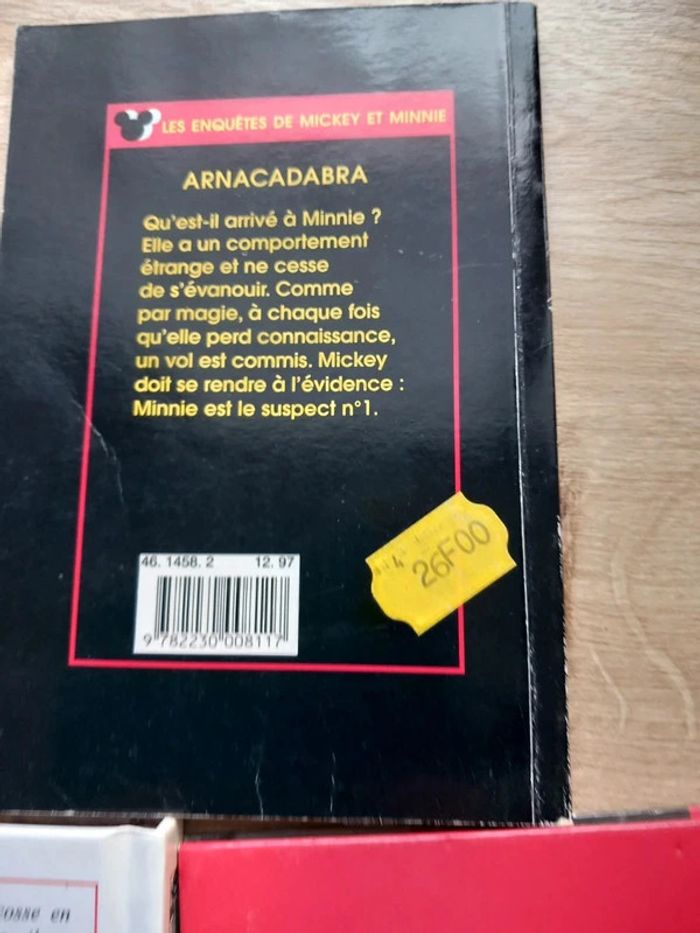 LES ENQUÊTES DE MICKEY ET MINNIE
ARNACADABRA
Qu'est-il arrivé à Minnie ?
Elle a un comportement
étrange et ne cesse
de s'évanouir. Comme
par magie, à chaque fois
qu'elle perd connaissance,
un vol est commis. Mickey
doit se rendre à l'évidence :
Minnie est le suspect n°1.
46. 1458. 2 12. 97
9 782230 008117
26F00
en